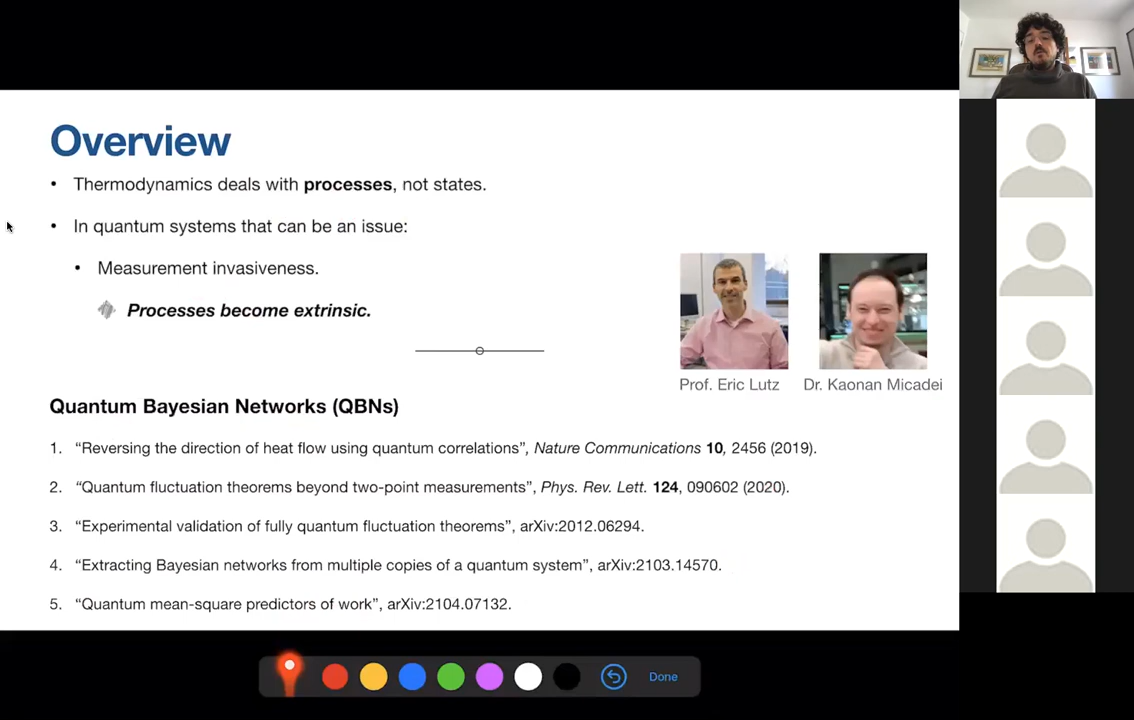 Overview
• Thermodynamics deals with processes, not states.
• In quantum systems that can be an issue:
• Measurement invasiveness.
Processes become extrinsic.
Prof. Eric Lutz
Dr. Kaonan Micadei
Quantum Bayesian Networks (QBNs)
1. “Reversing the direction of heat flow using quantum correlations”, Nature Communications 10, 2456 (2019).
2. “Quantum fluctuation theorems beyond two-point measurements”, Phys. Rev. Lett. 124, 090602 (2020).
3. “Experimental validation of fully quantum fluctuation theorems”, arXiv:2012.06294.
4. “Extracting Bayesian networks from multiple copies of a quantum system”, arXiv:2103.14570.
5. “Quantum mean-square predictors of work”, arXiv:2104.07132.
Done